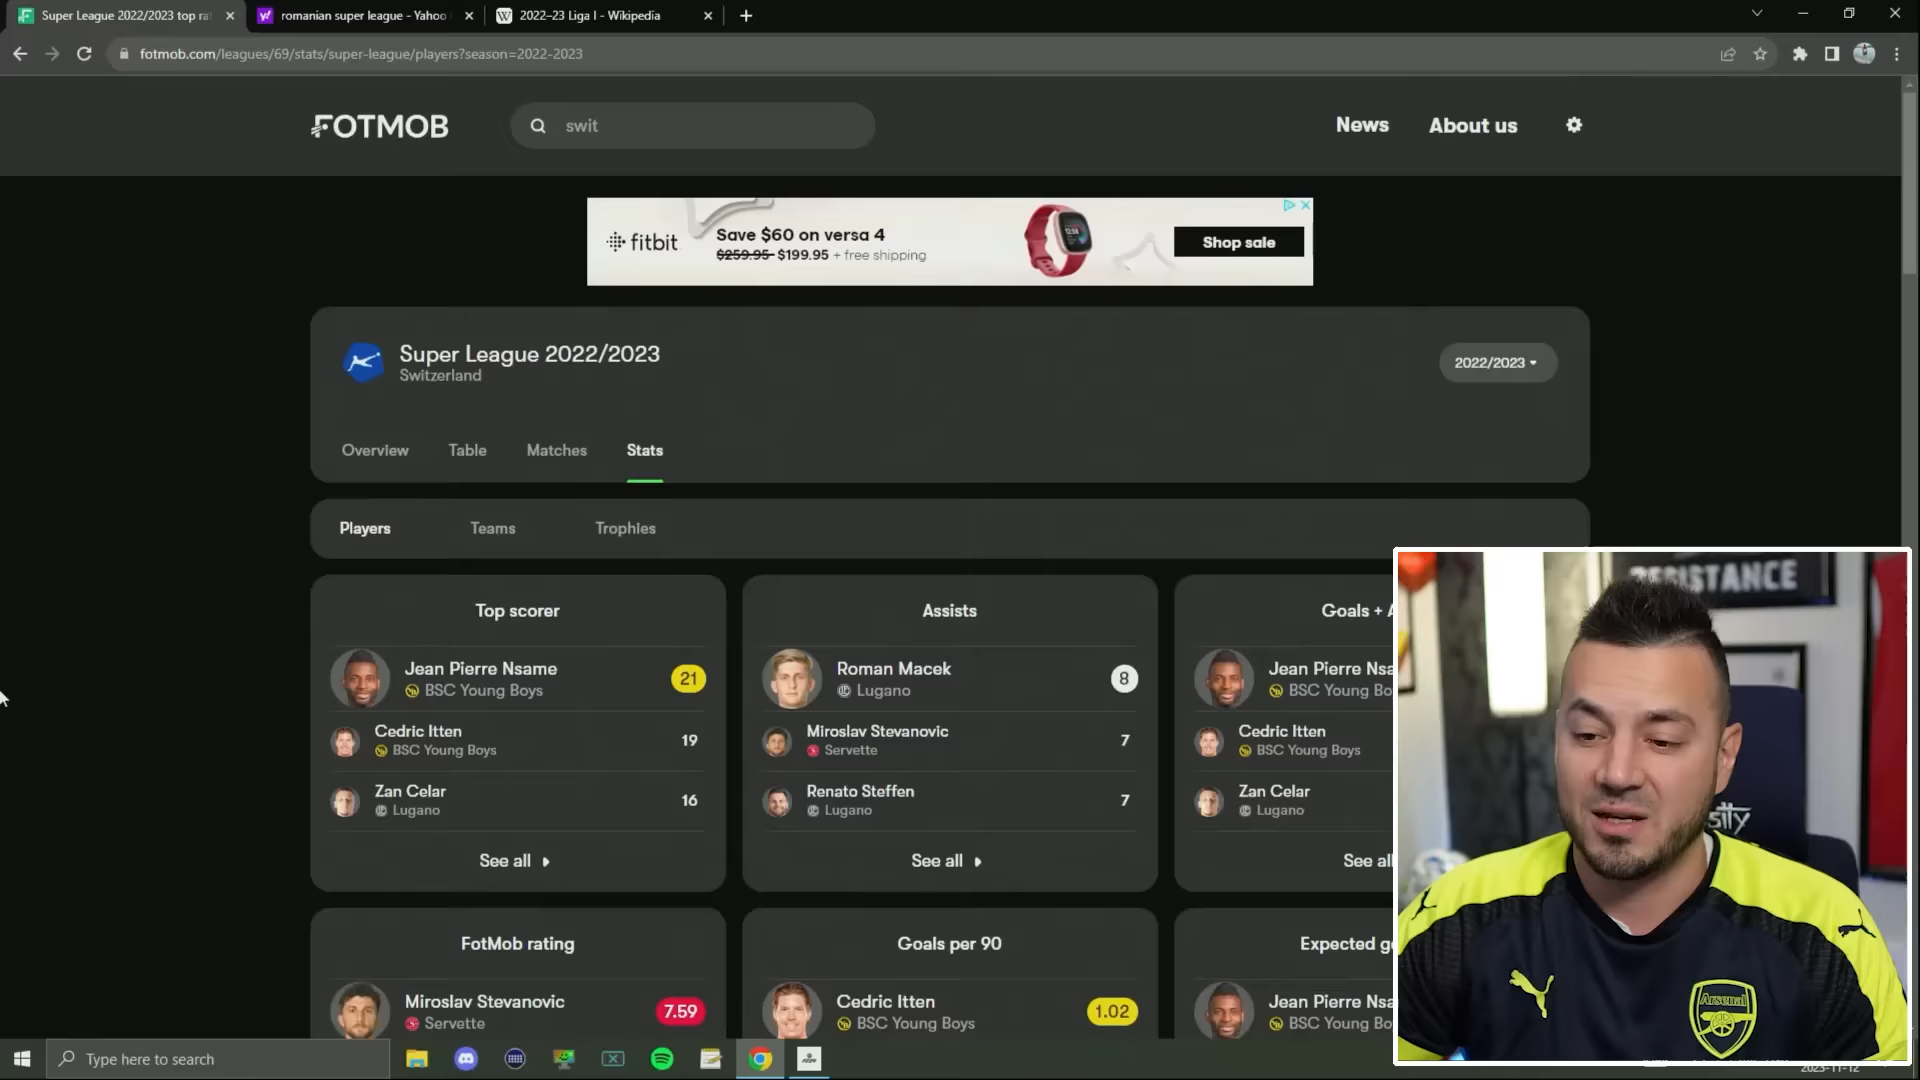 Super League 2022/2023 top ra
romanian super league - Yahoo
2022–23 Liga I - Wikipedia
fotmob.com/leagues/69/stats/super-league/players?season=2022-2023
FOTMOB
swit
News
About us
fitbit
Save $60 on versa 4
$259.95 $199.95 + free shipping
Shop sale
Super League 2022/2023
Switzerland
2022/2023
Overview
Table
Matches
Stats
Players
Teams
Trophies
Top scorer
Jean Pierre Nsame
BSC Young Boys
21
Cedric Itten
BSC Young Boys
19
Zan Celar
Lugano
16
See all
Assists
Roman Macek
Lugano
8
Miroslav Stevanovic
Servette
7
Renato Steffen
Lugano
7
See all
Goals + A
Jean Pierre Nsa
BSC Young Bo
Cedric Itten
BSC Young Boys
Zan Celar
Lugano
See all
FotMob rating
Miroslav Stevanovic
Servette
7.59
Goals per 90
Cedric Itten
BSC Young Boys
1.02
Expected g
Jean Pierre Nsa
BSC Young Bo
RESISTANCE
Arsenal
Type here to search
2023-11-12